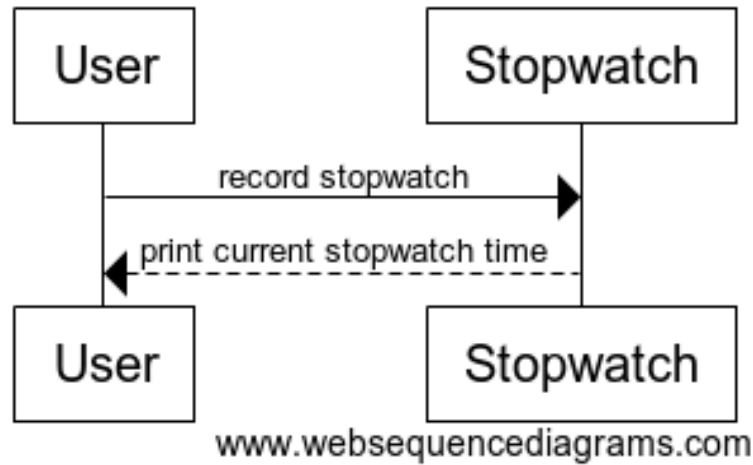 User
Stopwatch
record stopwatch
print current stopwatch time
User
Stopwatch
www.websequencediagrams.com